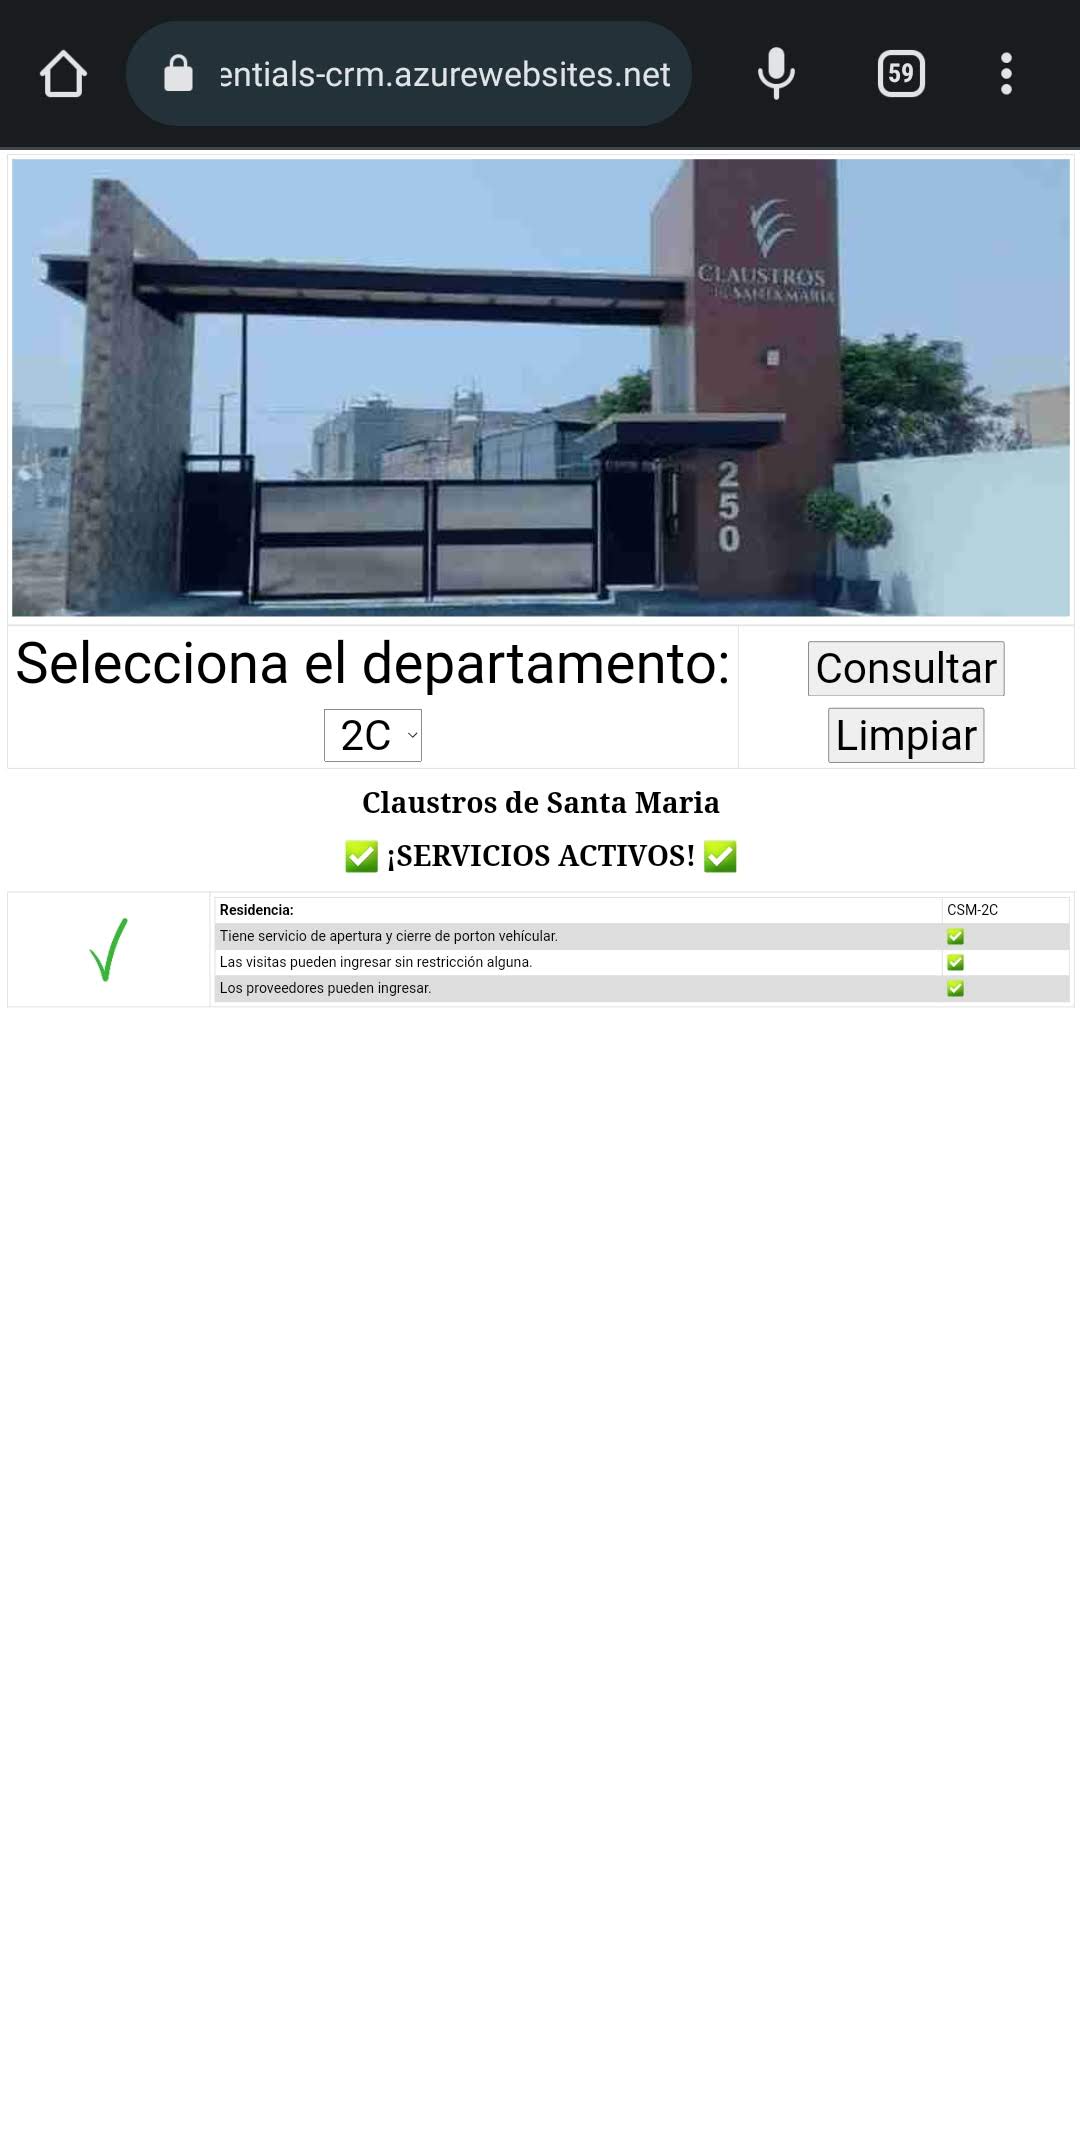 entials-crm.azurewebsites.net
59
CLAUSTROS
DE SANTA MARIA
250
Selecciona el departamento:
2C
Consultar
Limpiar
Claustros de Santa Maria
✅ ¡SERVICIOS ACTIVOS! ✅
Residencia: CSM-2C
Tiene servicio de apertura y cierre de porton vehícular. ✅
Las visitas pueden ingresar sin restricción alguna. ✅
Los proveedores pueden ingresar. ✅